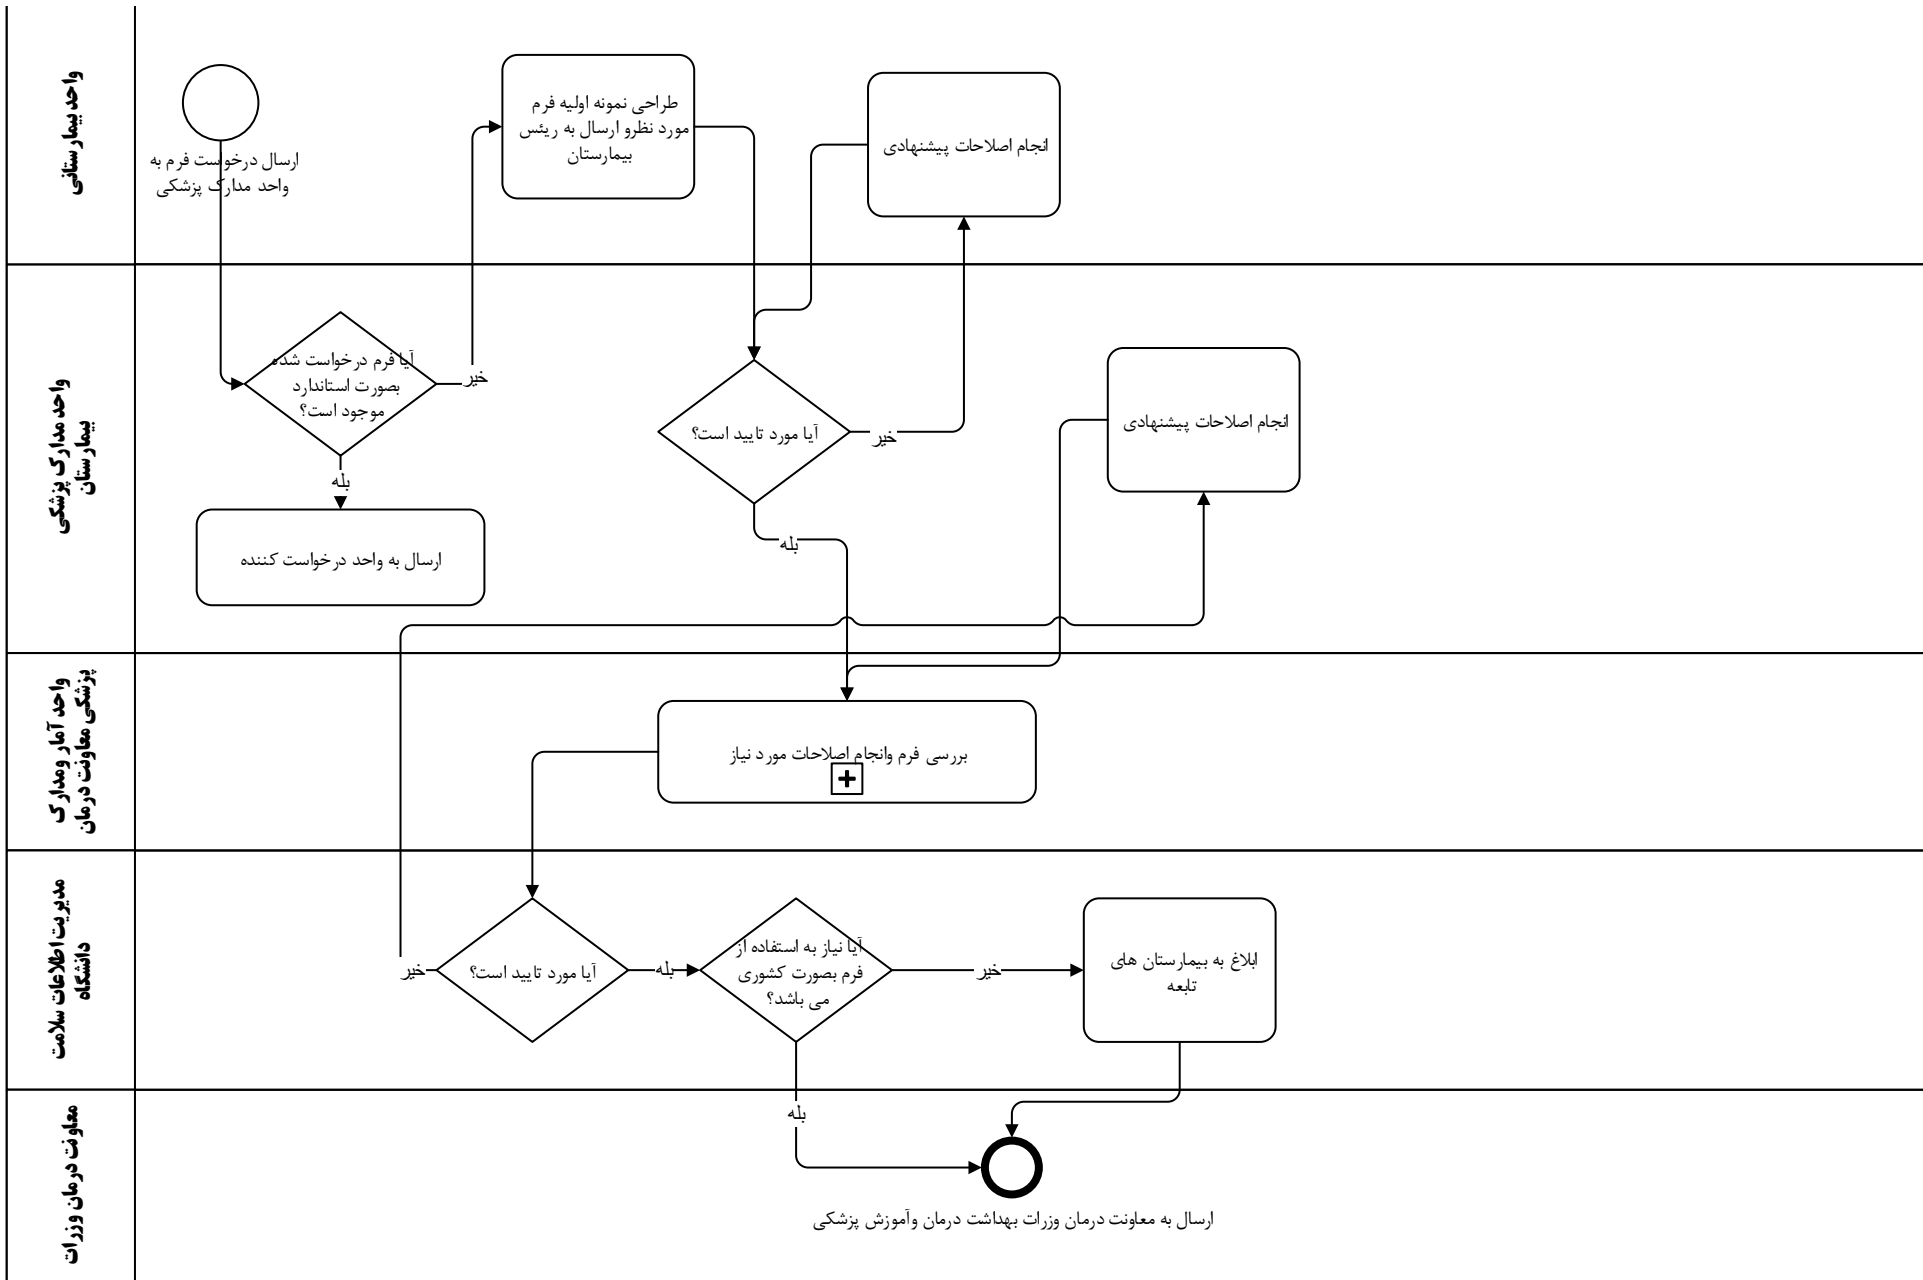 واحد بیمارستانی
ارسال درخواست فرم به
واحد مدارک پزشکی
طراحی نمونه اولیه فرم
مورد نظرو ارسال به ریئس
بیمارستان
انجام اصلاحات پیشنهادی
واحد مدارک پزشکی
بیمارستان
آیا فرم درخواست شده
بصورت استاندارد
موجود است؟
خیر
بله
ارسال به واحد درخواست کننده
آیا مورد تایید است؟
خیر
بله
انجام اصلاحات پیشنهادی
واحد آمار ومدارک
پزشکی معاونت درمان
بررسی فرم وانجام اصلاحات مورد نیاز
مدیریت اطلاعات سلامت
دانشگاه
خیر
آیا مورد تایید است؟
بله
آیا نیاز به استفاده از
فرم بصورت کشوری
می باشد؟
خیر
ابلاغ به بیمارستان های
تابعه
معاونت درمان وزرات
بله
ارسال به معاونت درمان وزرات بهداشت درمان وآموزش پزشکی